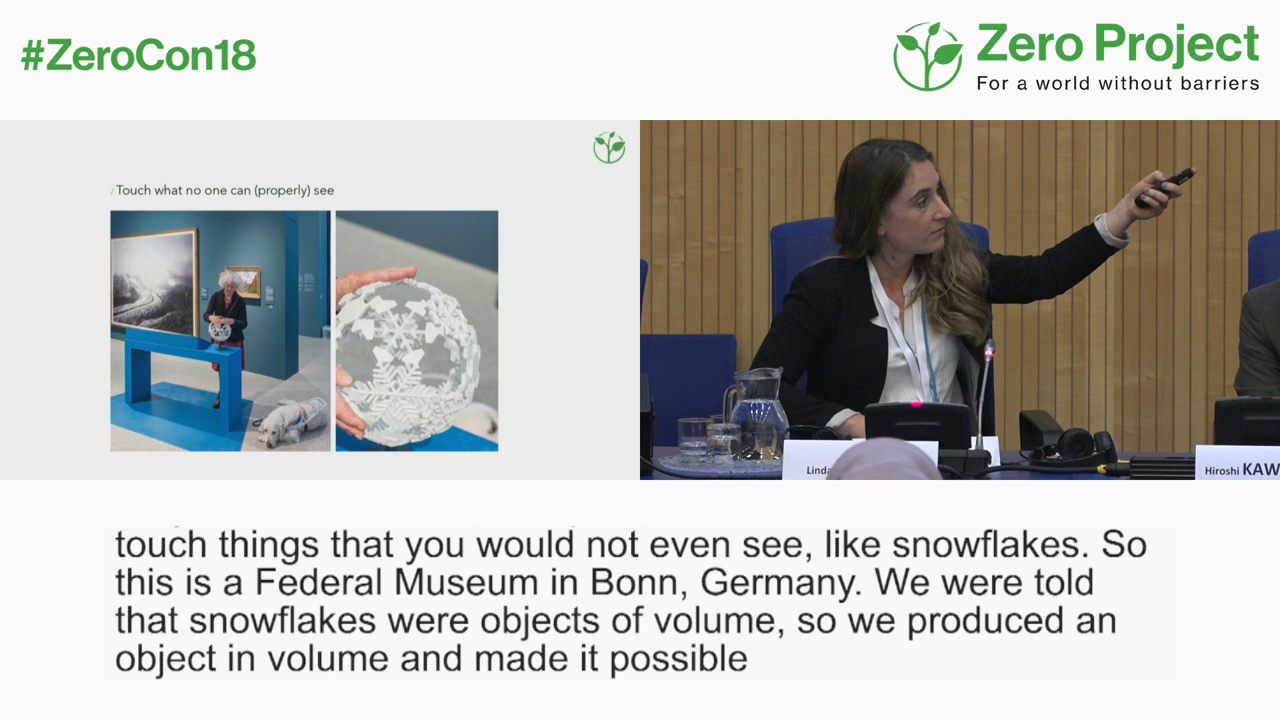 #ZeroCon18
Zero Project
For a world without barriers
/Touch what no one can (properly) see
Linda
Hiroshi KAW
touch things that you would not even see, like snowflakes. So
this is a Federal Museum in Bonn, Germany. We were told
that snowflakes were objects of volume, so we produced an
object in volume and made it possible